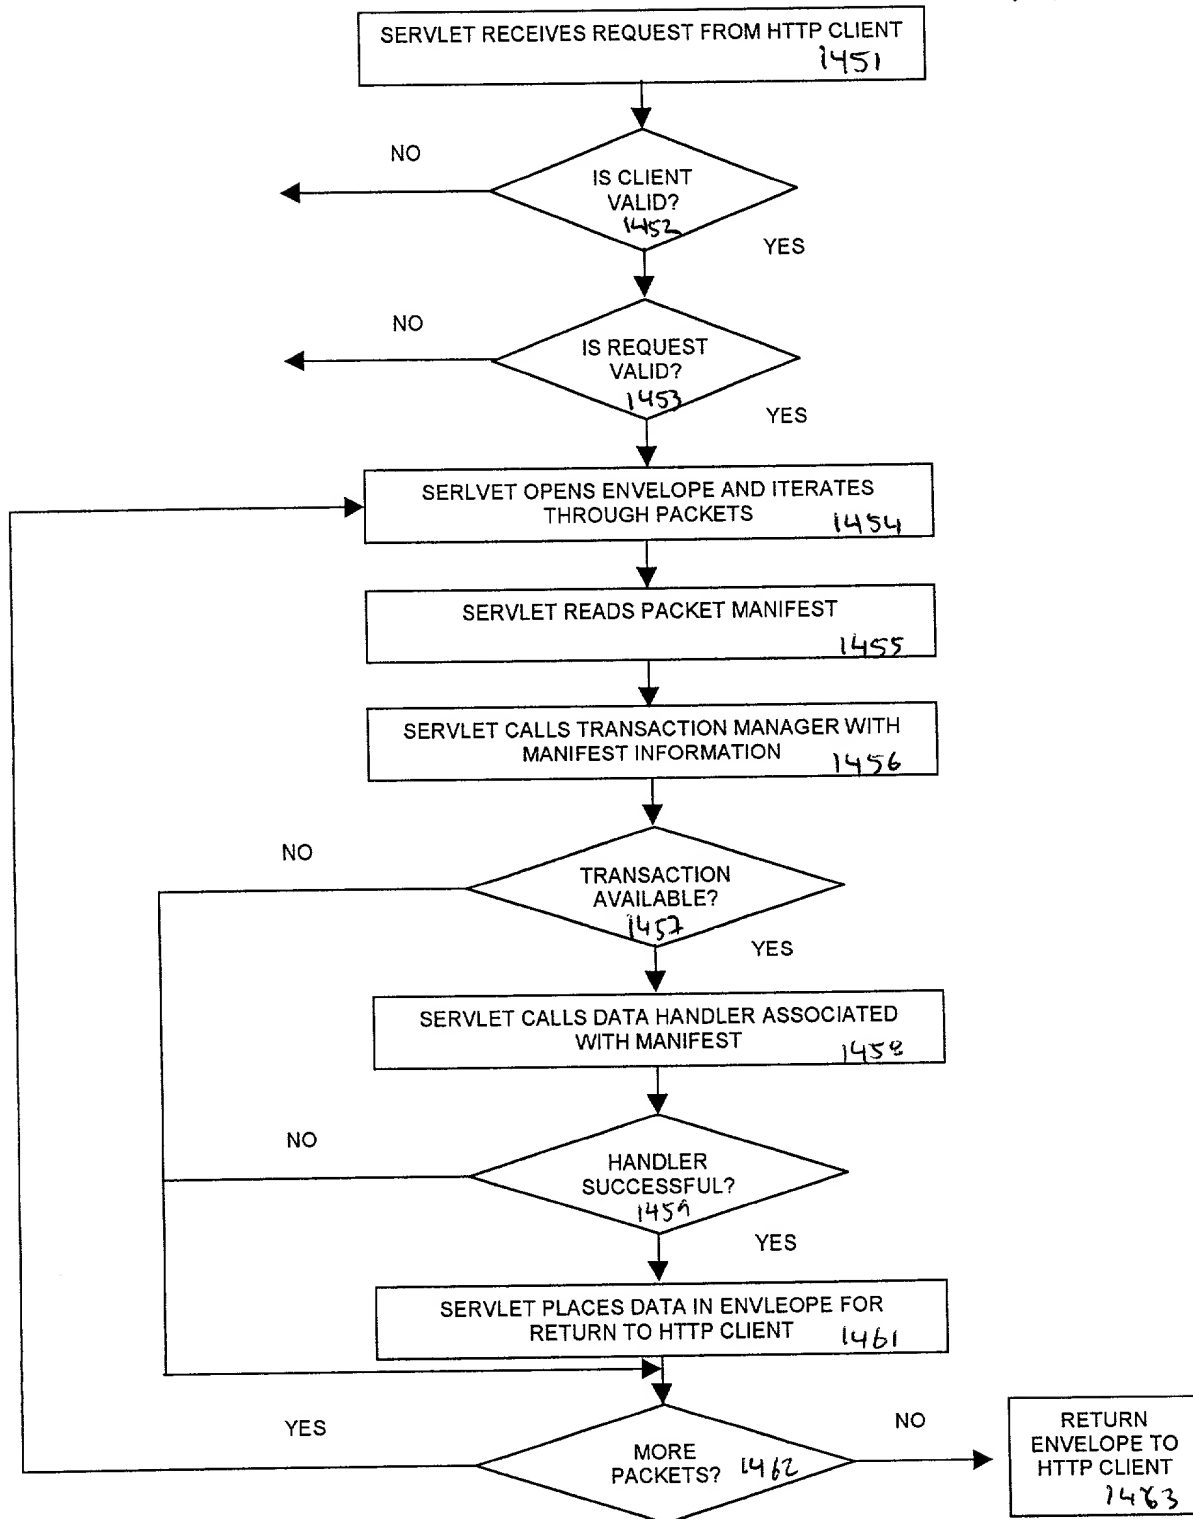 SERVLET RECEIVES REQUEST FROM HTTP CLIENT
1451
NO
IS CLIENT
VALID?
1452
YES
NO
IS REQUEST
VALID?
1453
YES
SERLVET OPENS ENVELOPE AND ITERATES
THROUGH PACKETS 1454
SERVLET READS PACKET MANIFEST
1455
SERVLET CALLS TRANSACTION MANAGER WITH
MANIFEST INFORMATION 1456
NO
TRANSACTION
AVAILABLE?
1457
YES
SERVLET CALLS DATA HANDLER ASSOCIATED
WITH MANIFEST 1458
NO
HANDLER
SUCCESSFUL?
1459
YES
SERVLET PLACES DATA IN ENVLEOPE FOR
RETURN TO HTTP CLIENT 1461
YES
MORE
PACKETS? 1462
NO
RETURN
ENVELOPE TO
HTTP CLIENT
1463